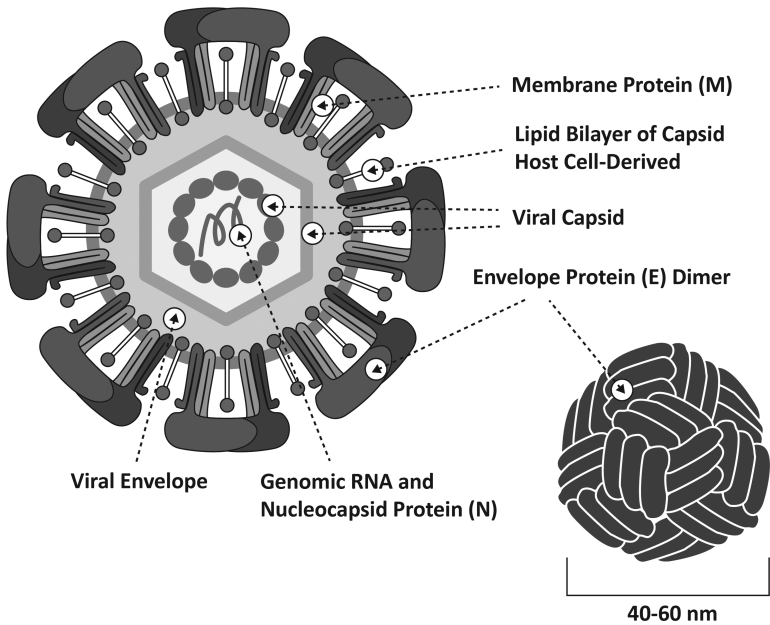 Membrane Protein (M)
Lipid Bilayer of Capsid
Host Cell-Derived
Viral Capsid
Envelope Protein (E) Dimer
Viral Envelope
Genomic RNA and
Nucleocapsid Protein (N)
40-60 nm